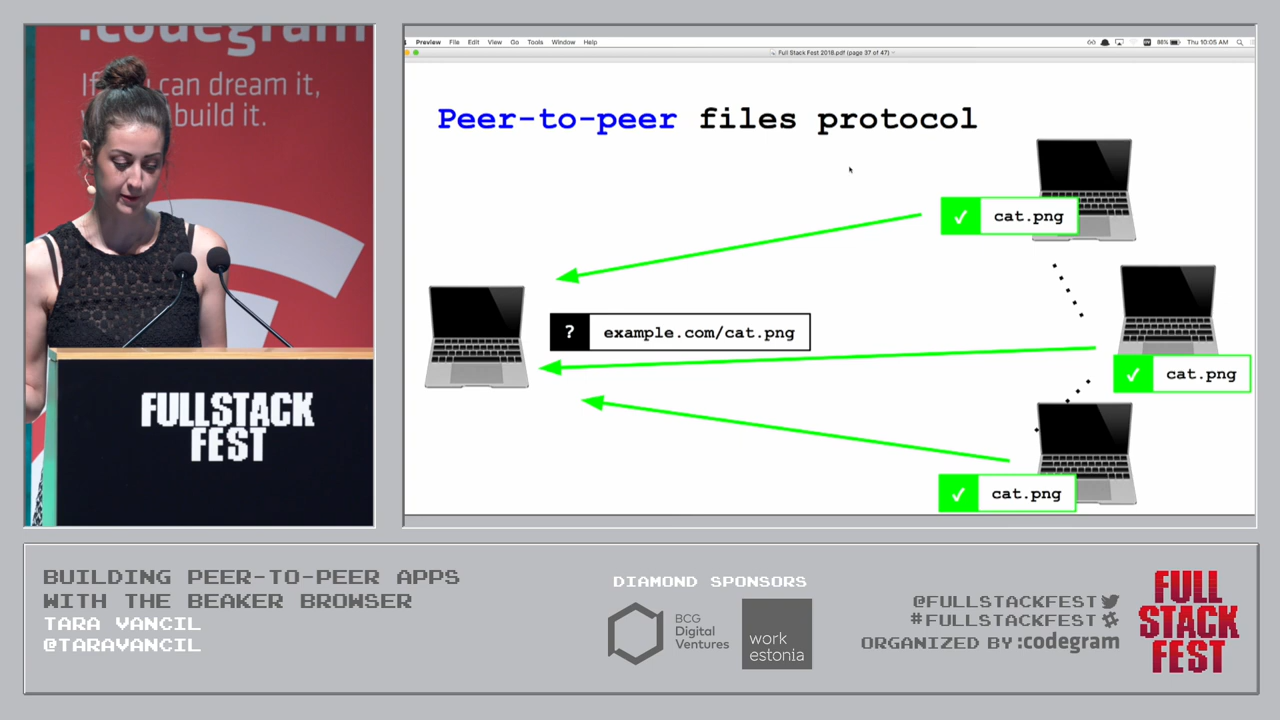 :codegram
If you can dream it,
build it.
FULLSTACK
FEST
Preview File Edit View Go Tools Window Help
86% Thu 10:05 AM
Full Stack Fest 2018.pdf (page 37 of 47)
Peer-to-peer files protocol
✓ cat.png
? example.com/cat.png
✓ cat.png
✓ cat.png
BUILDING PEER-TO-PEER APPS
WITH THE BEAKER BROWSER
TARA VANCIL
@TARAVANCIL
DIAMOND SPONSORS
BCG
Digital
Ventures
work
estonia
@FULLSTACKFEST
#FULLSTACKFEST
ORGANIZED BY :codegram
FULL
STACK
FEST